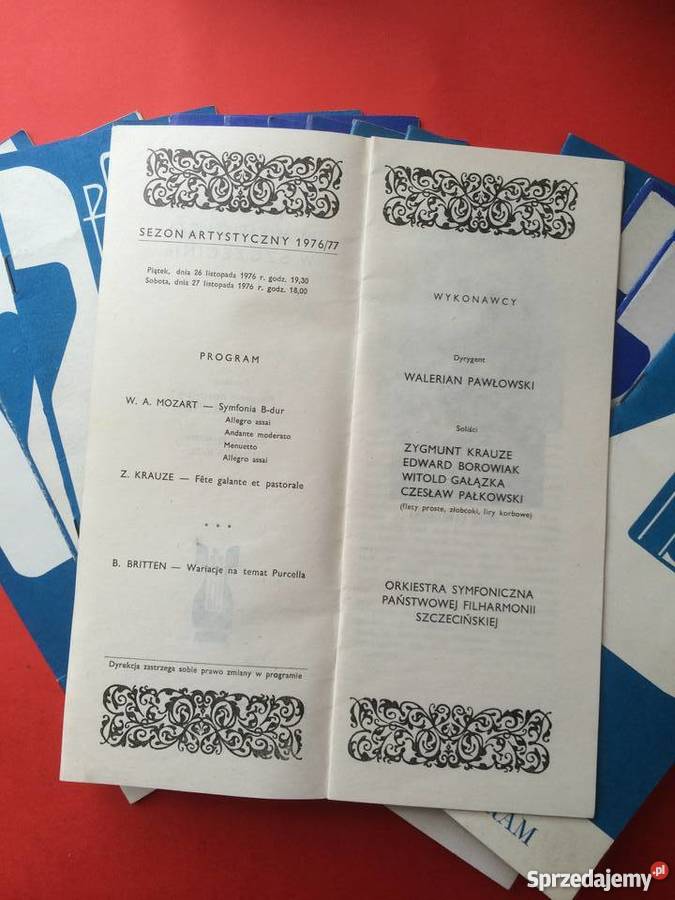 SEZON ARTYSTYCZNY 1976/77
Piątek, dnia 26 listopada 1976 r. godz. 19,30
Sobota, dnia 27 listopada 1976 r. godz. 18,00
PROGRAM
W. A. MOZART — Symfonia B-dur
Allegro assai
Andante moderato
Menuetto
Allegro assai
Z. KRAUZE — Fête galante et pastorale
* * *
B. BRITTEN — Wariacje na temat Purcella
Dyrekcja zastrzega sobie prawo zmiany w programie
WYKONAWCY
Dyrygent
WALERIAN PAWŁOWSKI
Soliści
ZYGMUNT KRAUZE
EDWARD BOROWIAK
WITOLD GAŁĄZKA
CZESŁAW PAŁKOWSKI
(flety proste, złobcoki, liry korbowe)
ORKIESTRA SYMFONICZNA
PAŃSTWOWEJ FILHARMONII
SZCZECIŃSKIEJ
RAM
Sprzedajemy.pl